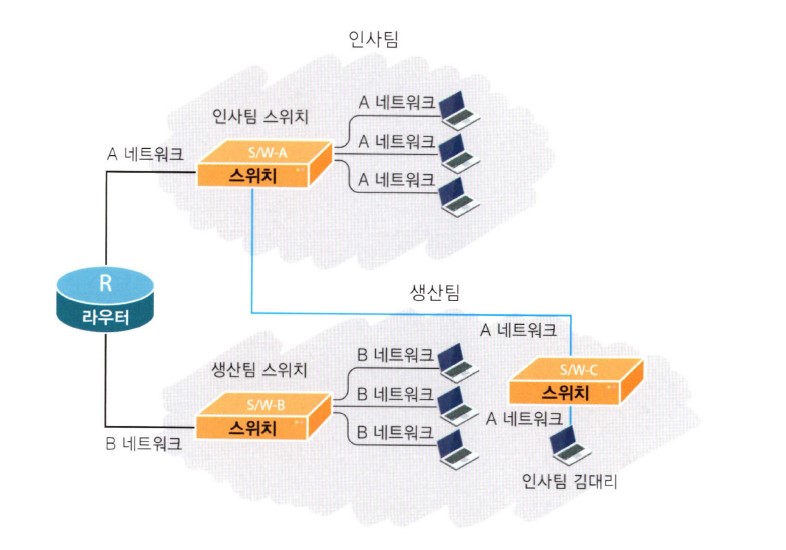 인사팀
인사팀 스위치
A 네트워크
A 네트워크
A 네트워크
A 네트워크
S/W-A
스위치
R
라우터
생산팀
A 네트워크
생산팀 스위치
B 네트워크
B 네트워크
B 네트워크
B 네트워크
S/W-B
스위치
S/W-C
스위치
A 네트워크
인사팀 김대리